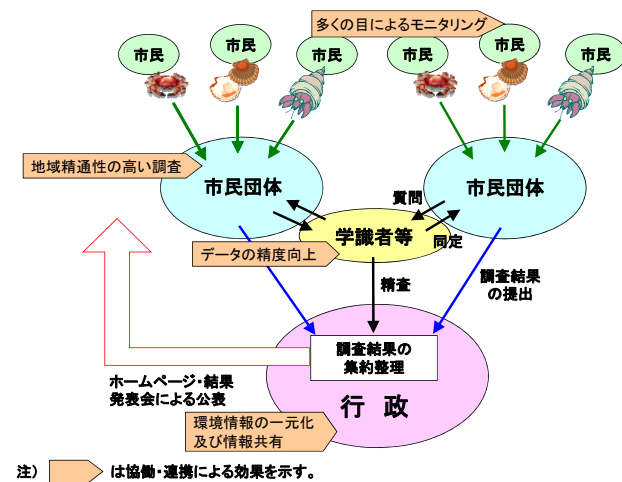 多くの目によるモニタリング
市民
市民
市民
市民
市民
市民
地域精通性の高い調査
市民団体
市民団体
質問
学識者等
同定
データの精度向上
精査
調査結果
の提出
調査結果の
集約整理
ホームページ・結果
発表会による公表
行 政
環境情報の一元化
及び情報共有
注) は協働・連携による効果を示す。